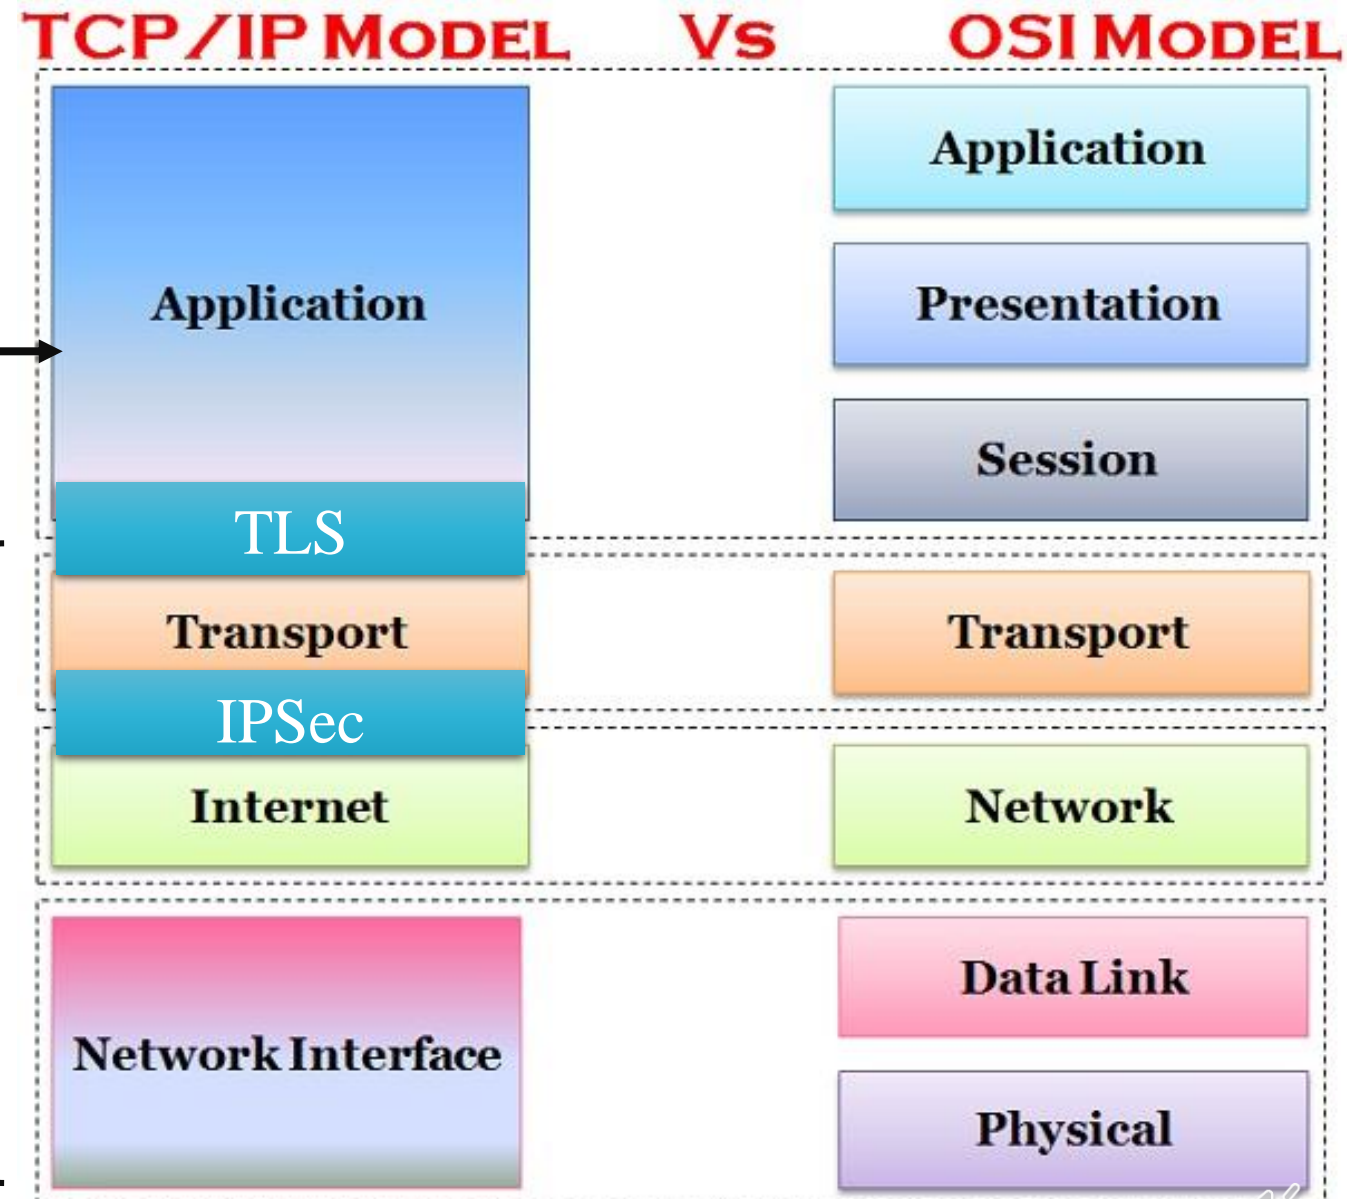 TCP/IP MODEL Vs OSI MODEL
Application
Application
Presentation
Session
TLS
Transport
Transport
IPSec
Internet
Network
Network Interface
Data Link
Physical